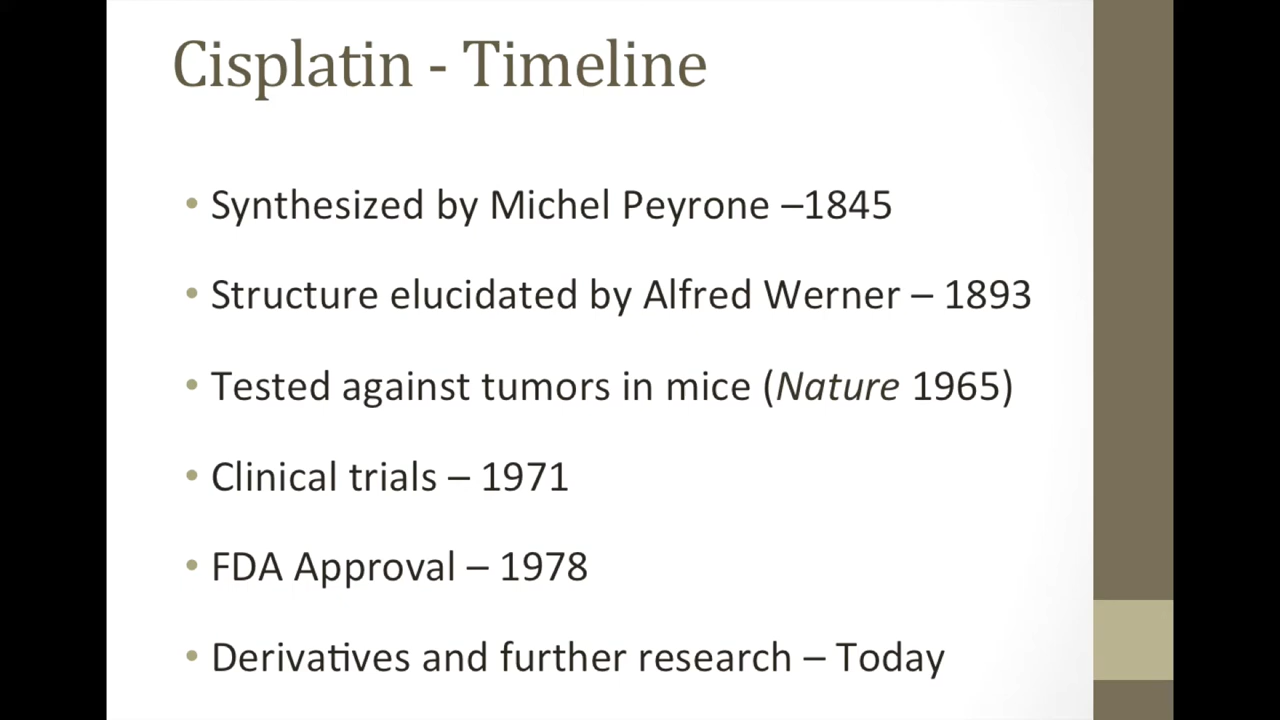 Cisplatin - Timeline
• Synthesized by Michel Peyrone –1845
• Structure elucidated by Alfred Werner – 1893
• Tested against tumors in mice (Nature 1965)
• Clinical trials – 1971
• FDA Approval – 1978
• Derivatives and further research – Today